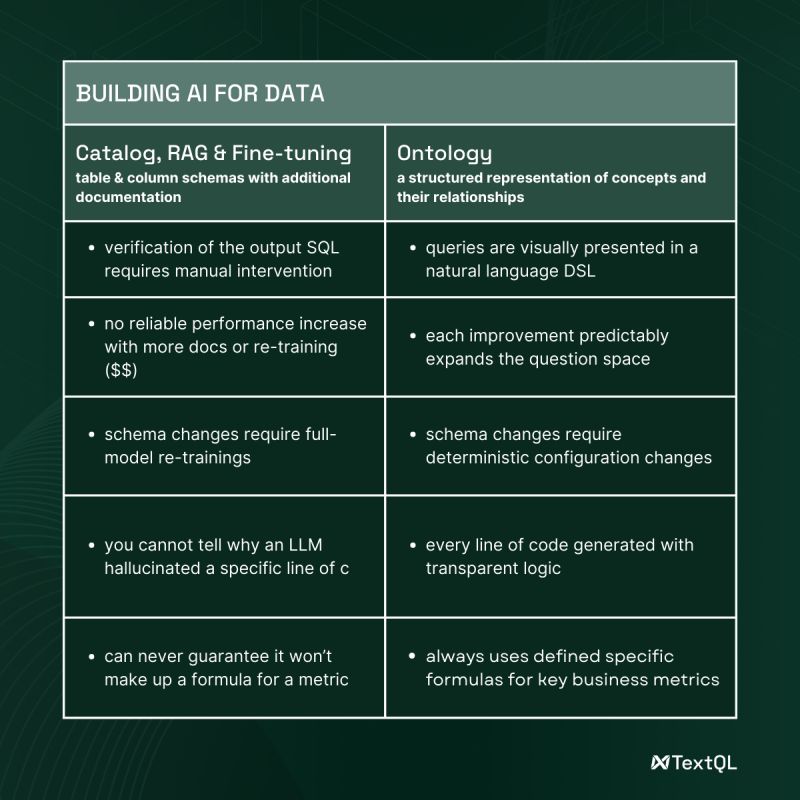 BUILDING AI FOR DATA
Catalog, RAG & Fine-tuning
table & column schemas with additional
documentation
Ontology
a structured representation of concepts and
their relationships
• verification of the output SQL
requires manual intervention
• queries are visually presented in a
natural language DSL
• no reliable performance increase
with more docs or re-training
($$)
• each improvement predictably
expands the question space
• schema changes require full-
model re-trainings
• schema changes require
deterministic configuration changes
• you cannot tell why an LLM
hallucinated a specific line of c
• every line of code generated with
transparent logic
• can never guarantee it won’t
make up a formula for a metric
• always uses defined specific
formulas for key business metrics
TextQL